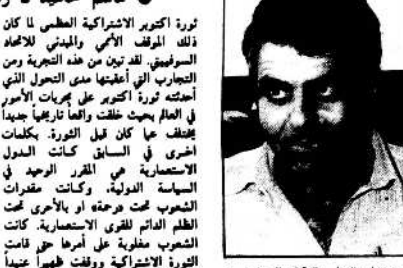 ثورة اكتوبر الاشتراكية العظمى لما كان
ذلك الموقف الأممي والمبدئي للاتحاد
السوفييتي. لقد تبين من هذه التجربة ومن
التجارب التي أعقبتها مدى التحول الذي
أحدثته ثورة اكتوبر على مجريات الأمور
في العالم بحيث خلقت واقعاً تاريخياً جديداً
يختلف عما كان قبل الثورة. بكلمات
اخرى في السابق كانت الدول
الاستعمارية هي المقرر الوحيد في
السياسة الدولية، وكانت مقدرات
الشعوب تحت «رحمة» او بالأحرى تحت
الظلم الدائم للقوى الاستعمارية. كانت
الشعوب مغلوبة على أمرها حتى قامت
الثورة الاشتراكية ووقفت ظهيراً عنيداً